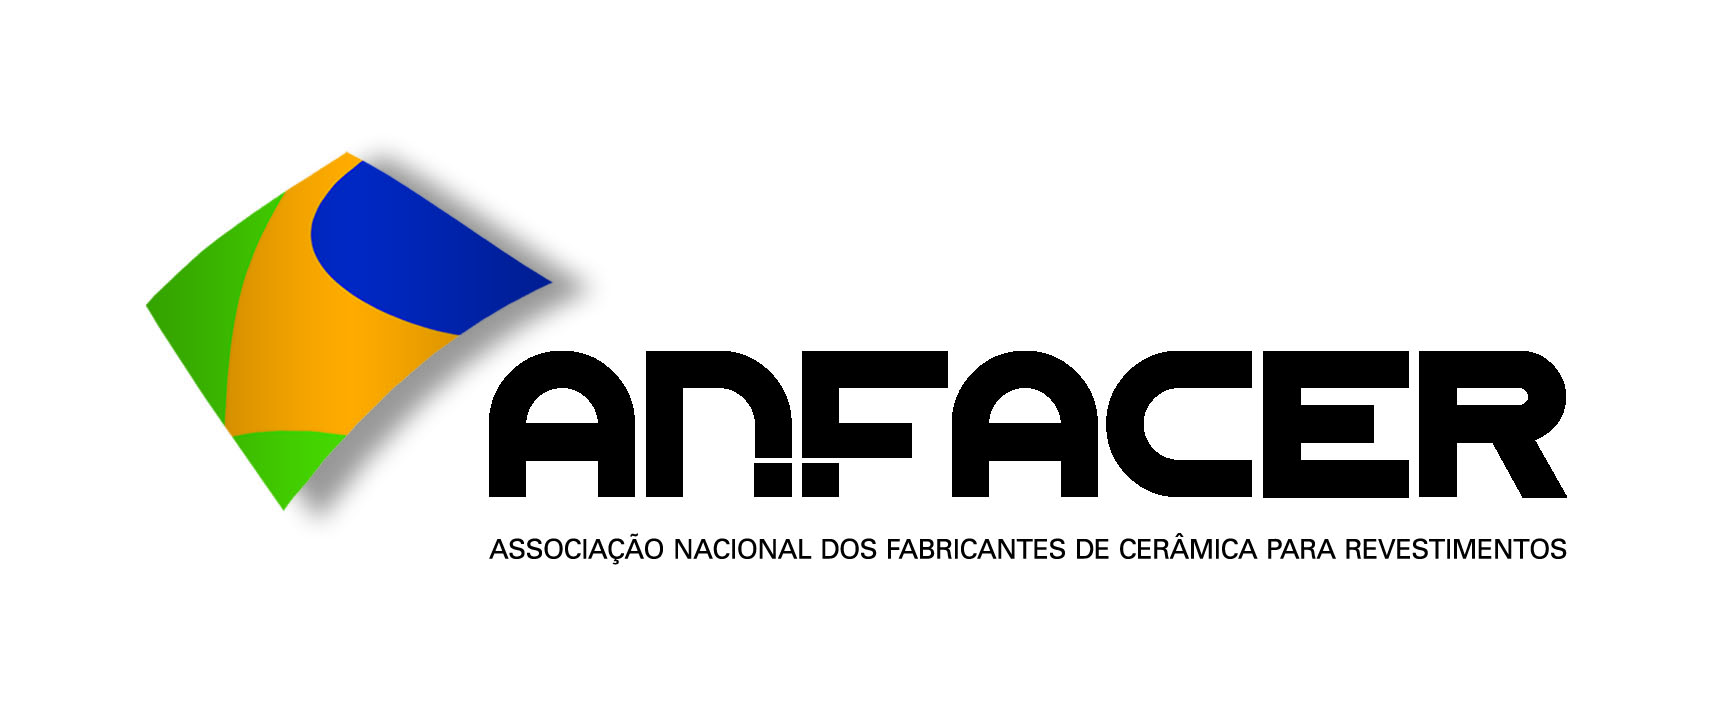 ANFACER
ASSOCIAÇÃO NACIONAL DOS FABRICANTES DE CERÂMICA PARA REVESTIMENTOS